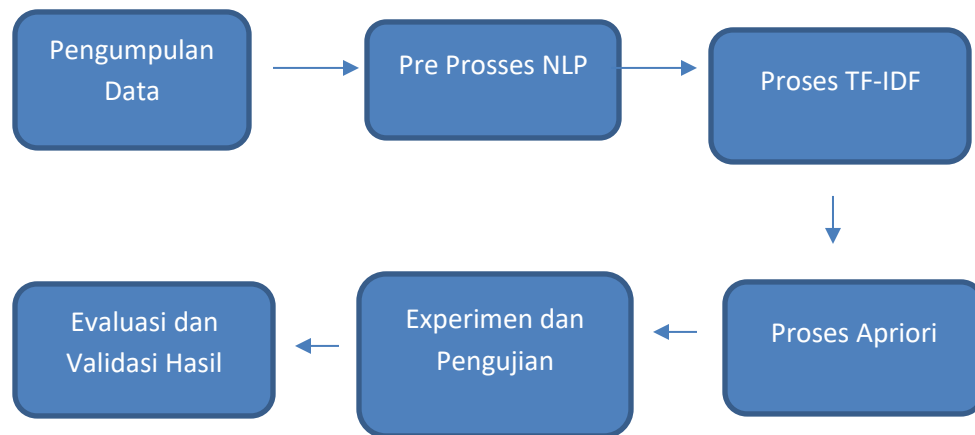 Pengumpulan
Data
Pre Prosses NLP
Proses TF-IDF
Proses Apriori
Experimen dan
Pengujian
Evaluasi dan
Validasi Hasil